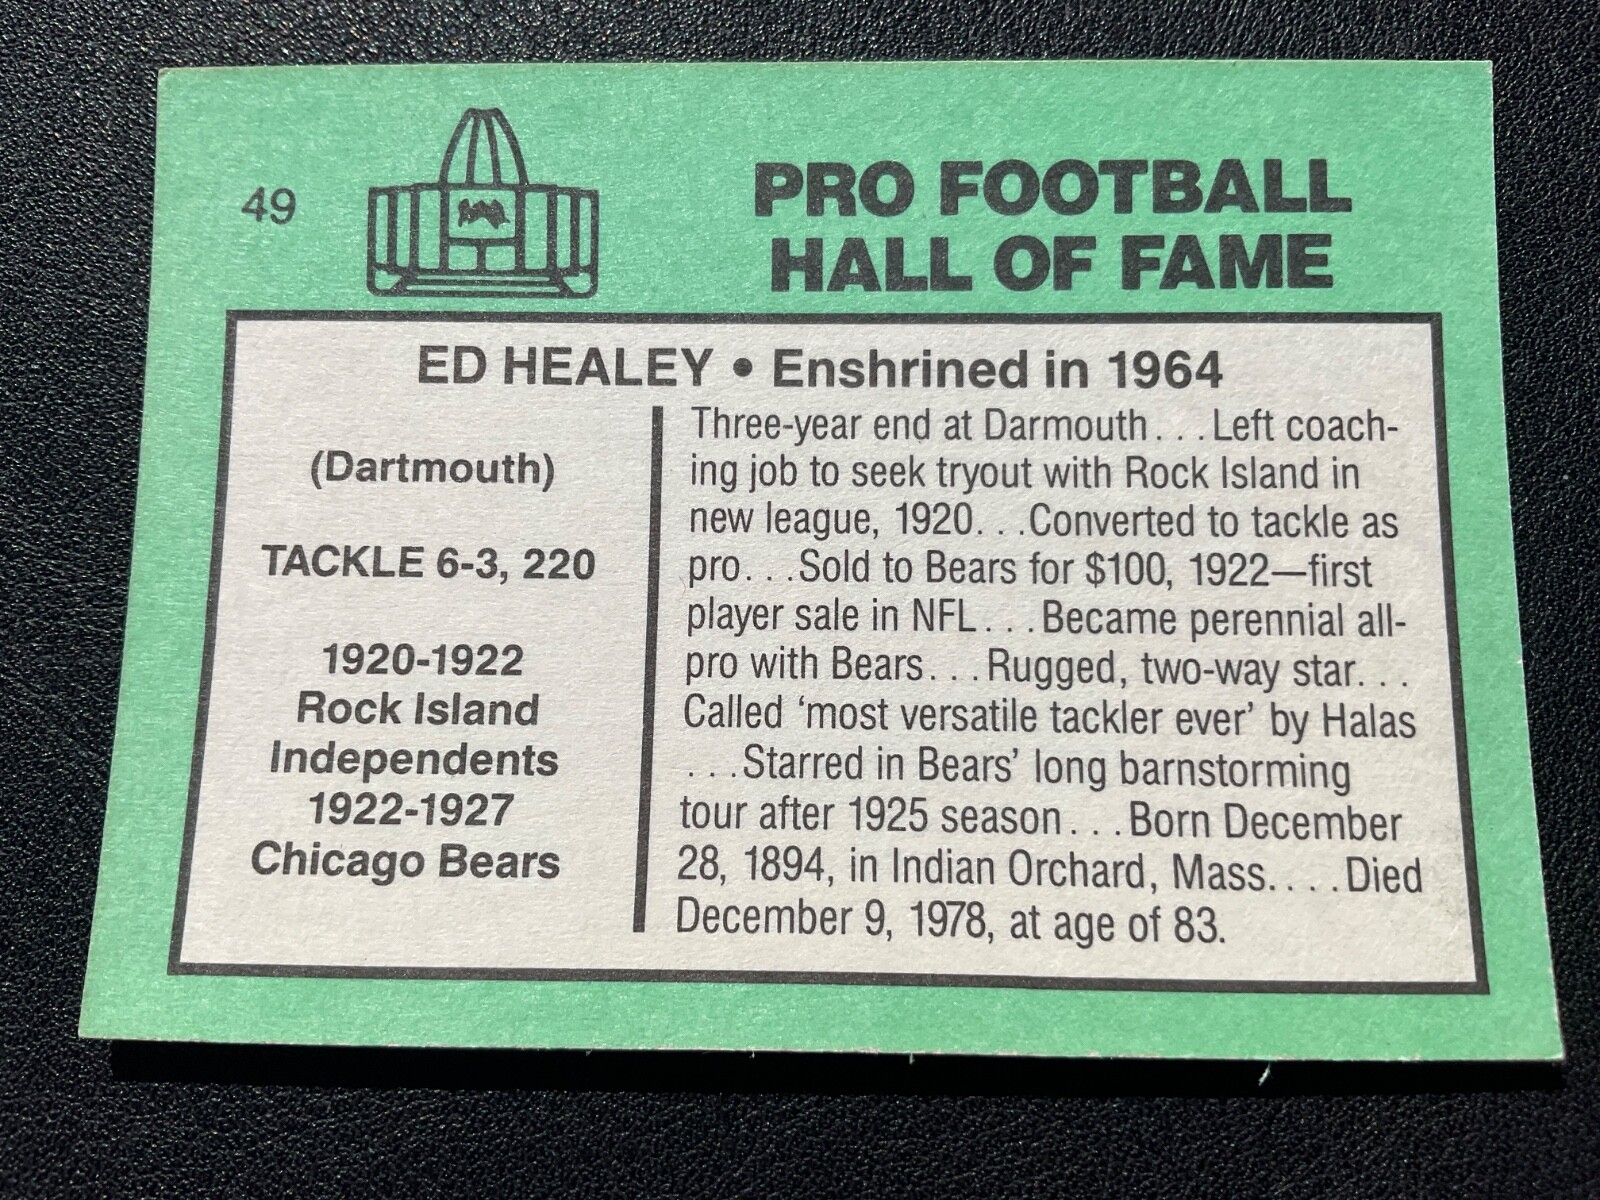 49
PRO FOOTBALL
HALL OF FAME
ED HEALEY • Enshrined in 1964
(Dartmouth)
TACKLE 6-3, 220
1920-1922
Rock Island
Independents
1922-1927
Chicago Bears
Three-year end at Darmouth...Left coach-
ing job to seek tryout with Rock Island in
new league, 1920...Converted to tackle as
pro...Sold to Bears for $100, 1922—first
player sale in NFL...Became perennial all-
pro with Bears...Rugged, two-way star...
Called ‘most versatile tackler ever’ by Halas
...Starred in Bears’ long barnstorming
tour after 1925 season...Born December
28, 1894, in Indian Orchard, Mass....Died
December 9, 1978, at age of 83.